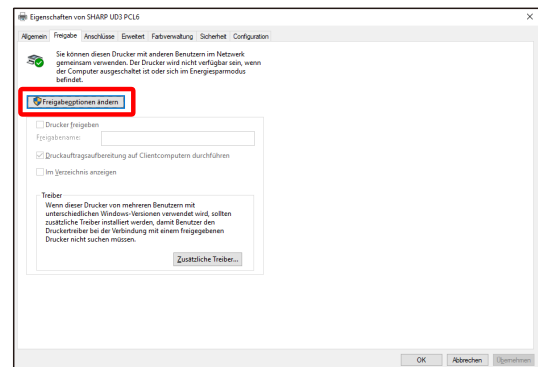 Eigenschaften von SHARP UD3 PCL6
Allgemein Freigabe Anschlüsse Erweitert Farbverwaltung Sicherheit Configuration
Sie können diesen Drucker mit anderen Benutzern im Netzwerk
gemeinsam verwenden. Der Drucker wird nicht verfügbar sein, wenn
der Computer ausgeschaltet ist oder sich im Energiesparmodus
befindet.
Freigabeoptionen ändern
Drucker freigeben
Freigabename:
Druckauftragsaufbereitung auf Clientcomputern durchführen
Im Verzeichnis anzeigen
Treiber
Wenn dieser Drucker von mehreren Benutzern mit
unterschiedlichen Windows-Versionen verwendet wird, sollten
zusätzliche Treiber installiert werden, damit Benutzer den
Druckertreiber bei der Verbindung mit einem freigegebenen
Drucker nicht suchen müssen.
Zusätzliche Treiber...
OK Abbrechen Übernehmen